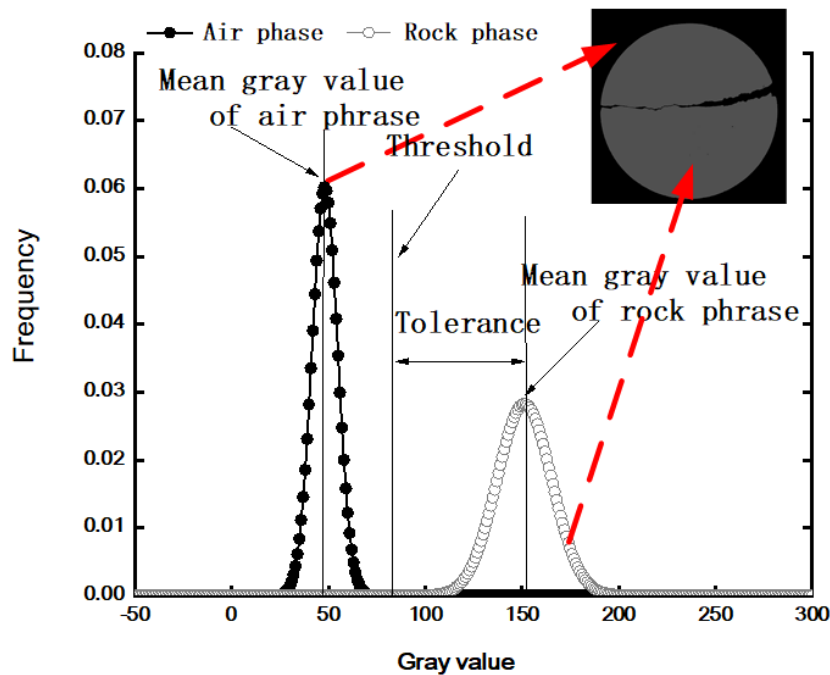 Air phase Rock phase
0.08
0.07
0.06
0.05
0.04
0.03
0.02
0.01
0.00
Frequency
Mean gray value
of air phrase
Threshold
Tolerance
Mean gray value
of rock phrase
-50 0 50 100 150 200 250 300
Gray value